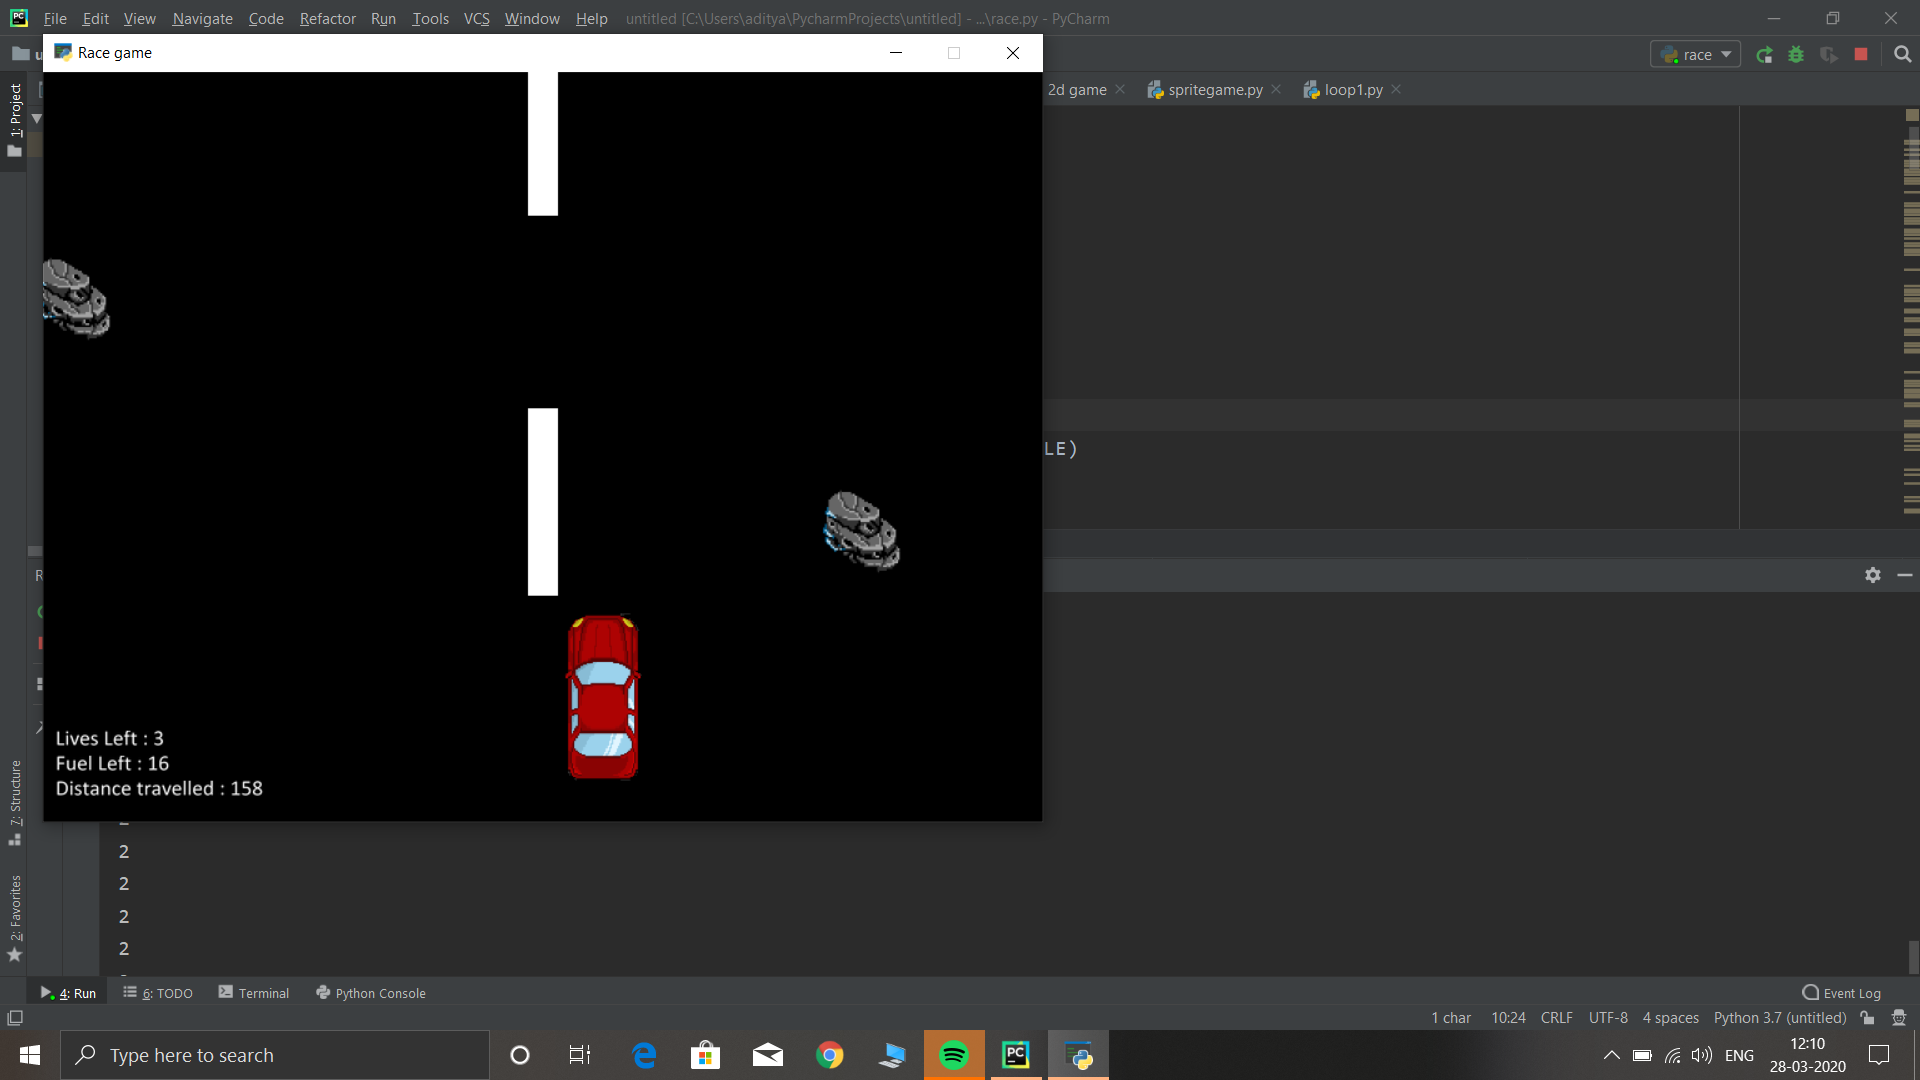 File Edit View Navigate Code Refactor Run Tools VCS Window Help untitled [C:\Users\aditya\PycharmProjects\untitled] - ...\race.py - PyCharm
Race game
race
2d game spritegame.py loop1.py
1: Project
LE)
Lives Left : 3
Fuel Left : 16
Distance travelled : 158
7: Structure
2: Favorites
2
2
2
2
4: Run 6: TODO Terminal Python Console Event Log
1 char 10:24 CRLF UTF-8 4 spaces Python 3.7 (untitled)
Type here to search
PC
ENG
12:10
28-03-2020